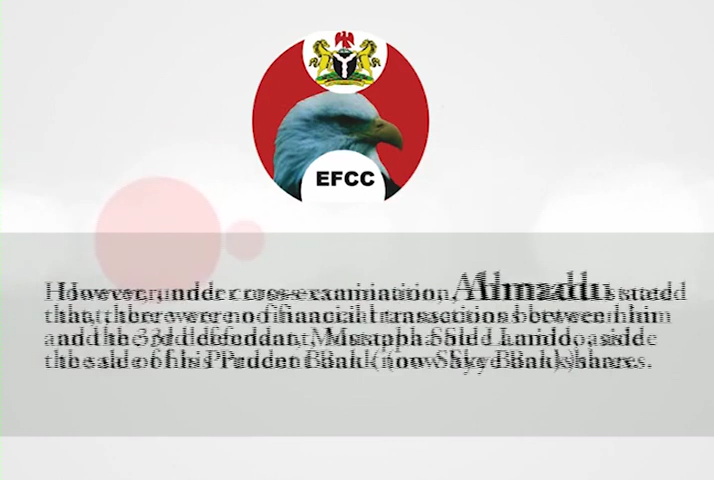 EFCC
However, under cross-examination, Ahmadu stated
that, there were no financial transactions between him
and the 3rd defendant, Mustapha Sule Lamido, aside
the sale of his Prudent Bank (now Skye Bank) shares.